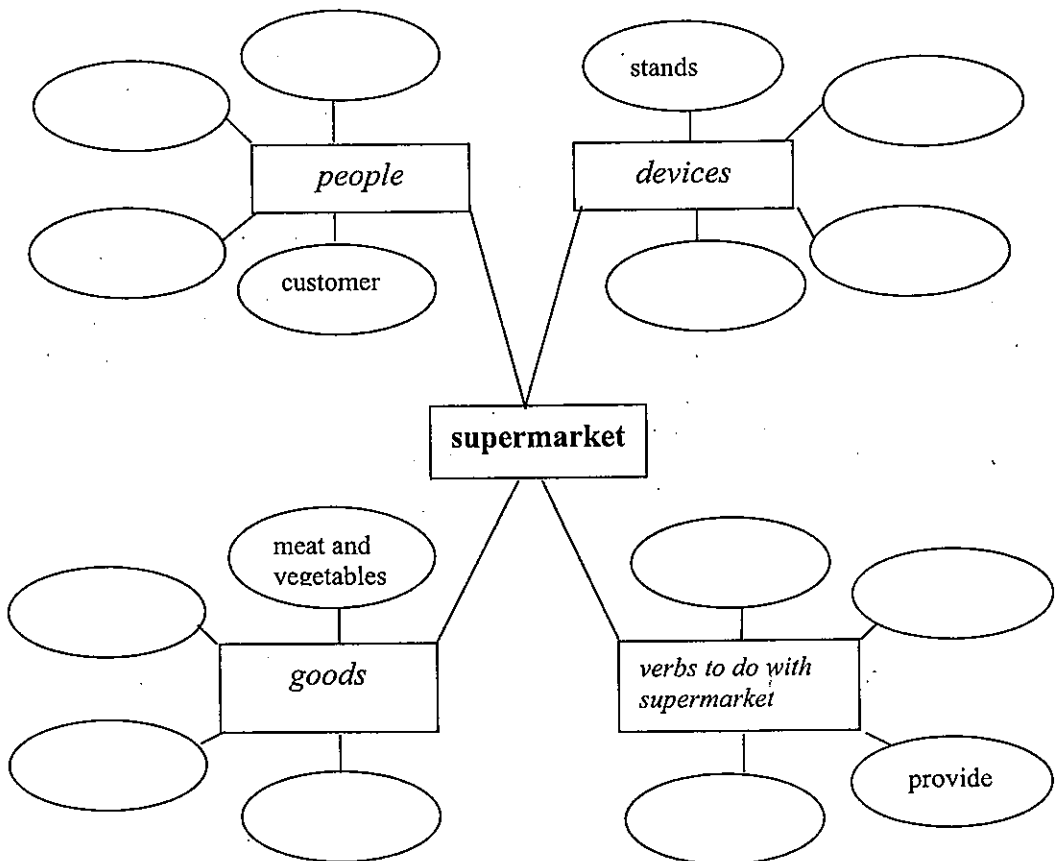 stands
people
devices
customer
supermarket
meat and
vegetables
goods
verbs to do with
supermarket
provide